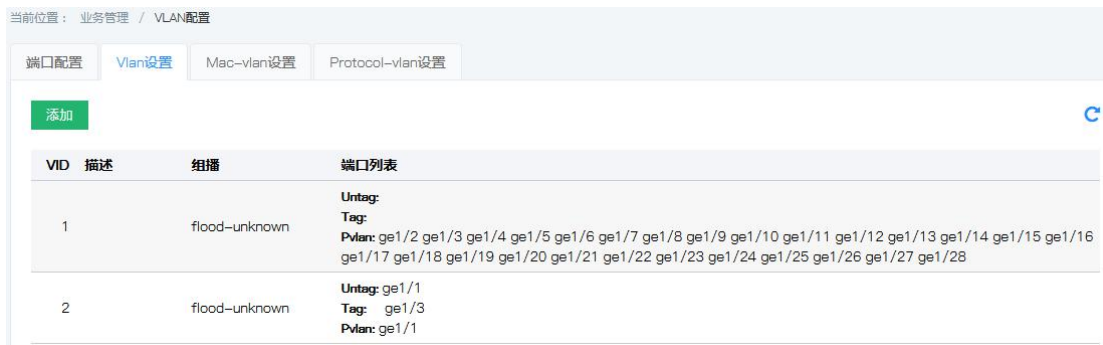 当前位置： 业务管理 / VLAN配置
端口配置 Vlan设置 Mac-vlan设置 Protocol-vlan设置
添加
VID 描述 组播 端口列表
Untag:
Tag:
1 flood-unknown
Pvlan: ge1/2 ge1/3 ge1/4 ge1/5 ge1/6 ge1/7 ge1/8 ge1/9 ge1/10 ge1/11 ge1/12 ge1/13 ge1/14 ge1/15 ge1/16
ge1/17 ge1/18 ge1/19 ge1/20 ge1/21 ge1/22 ge1/23 ge1/24 ge1/25 ge1/26 ge1/27 ge1/28
Untag: ge1/1
2 flood-unknown Tag: ge1/3
Pvlan: ge1/1